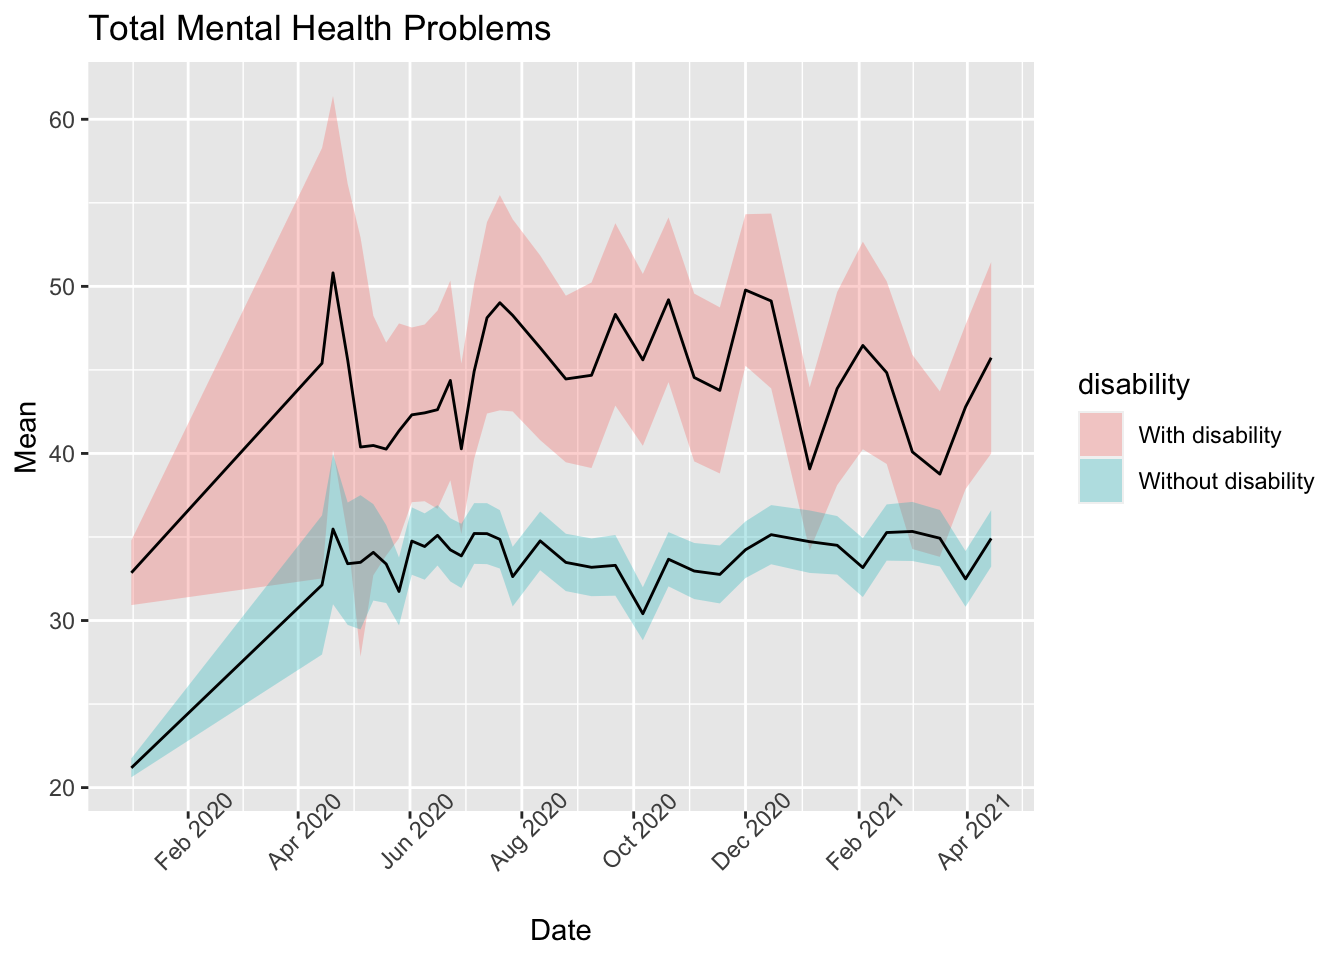 Total Mental Health Problems
60
50
40
30
20
Mean
Feb 2020
Apr 2020
Jun 2020
Aug 2020
Oct 2020
Dec 2020
Feb 2021
Apr 2021
Date
disability
With disability
Without disability